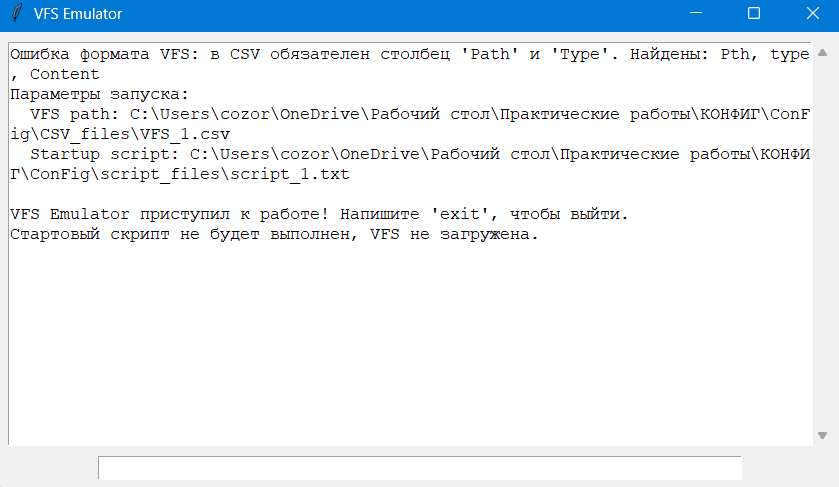 VFS Emulator
Ошибка формата VFS: в CSV обязателен столбец 'Path' и 'Type'. Найдены: Pth, type
, Content
Параметры запуска:
  VFS path: C:\Users\cozor\OneDrive\Рабочий стол\Практические работы\КОНФИГ\ConF
ig\CSV_files\VFS_1.csv
  Startup script: C:\Users\cozor\OneDrive\Рабочий стол\Практические работы\КОНФИ
Г\ConFig\script_files\script_1.txt
VFS Emulator приступил к работе! Напишите 'exit', чтобы выйти.
Стартовый скрипт не будет выполнен, VFS не загружена.